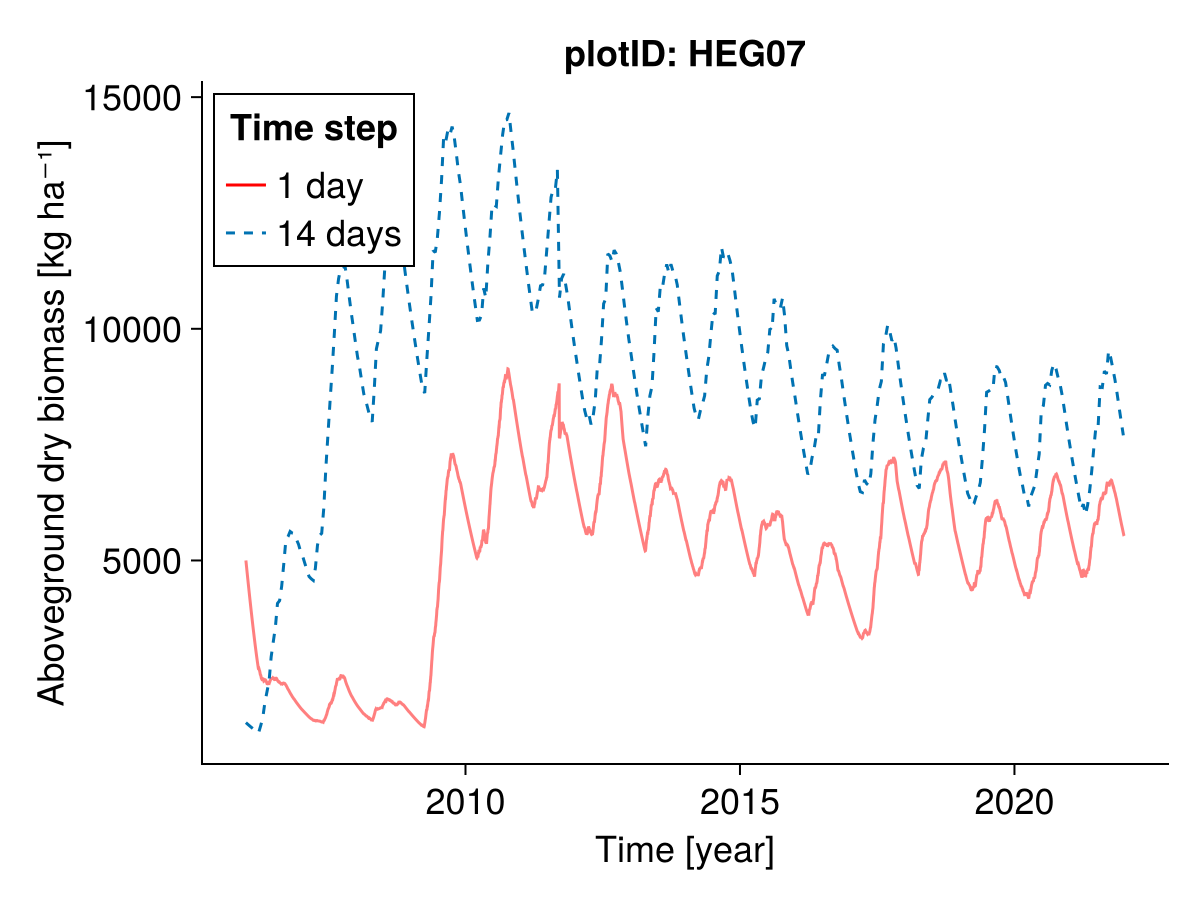 plotID: HEG07
15000
10000
5000
Aboveground dry biomass [kg ha⁻¹]
Time step
1 day
14 days
2010
2015
2020
Time [year]